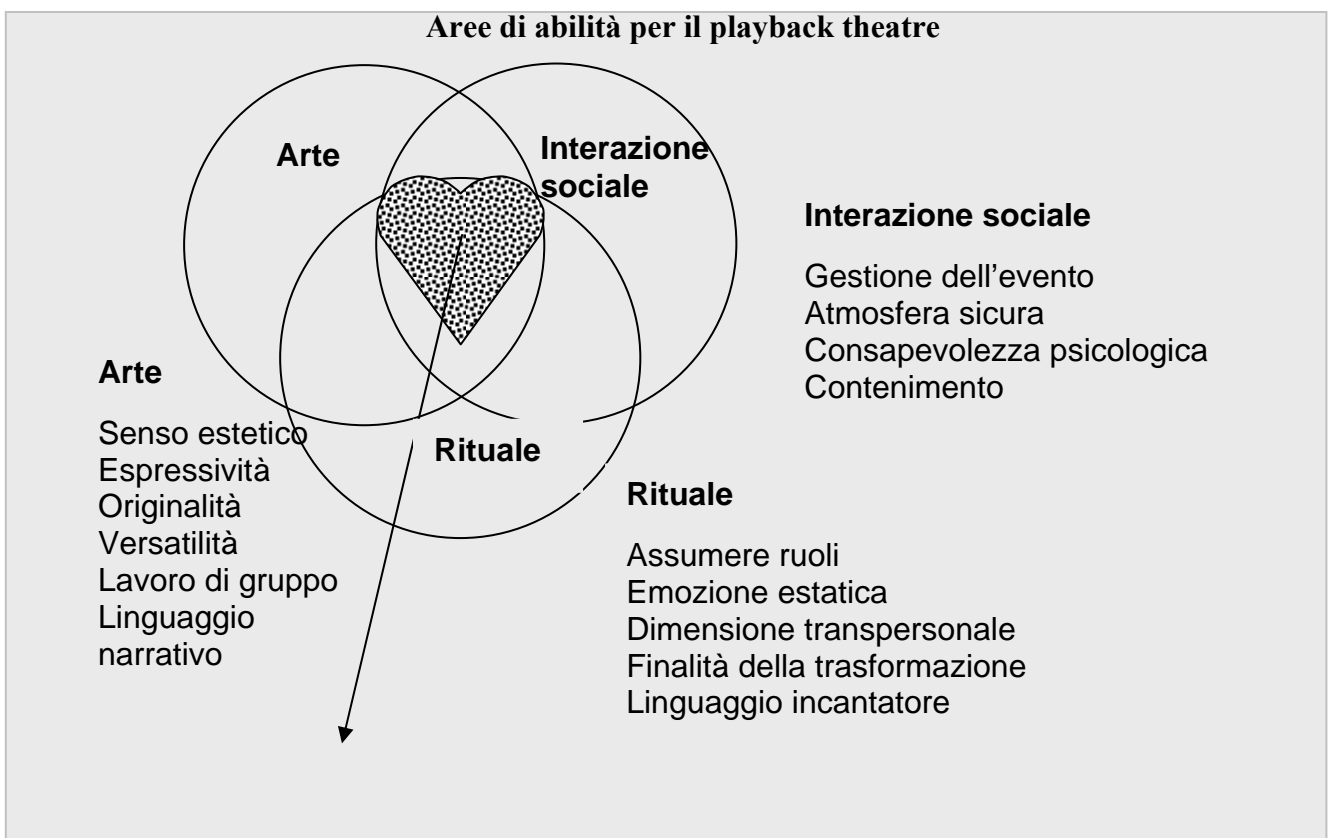 Aree di abilità per il playback theatre
Arte
Interazione
sociale
Rituale
Interazione sociale
Gestione dell’evento
Atmosfera sicura
Consapevolezza psicologica
Contenimento
Arte
Senso estetico
Espressività
Originalità
Versatilità
Lavoro di gruppo
Linguaggio
narrativo
Rituale
Assumere ruoli
Emozione estatica
Dimensione transpersonale
Finalità della trasformazione
Linguaggio incantatore